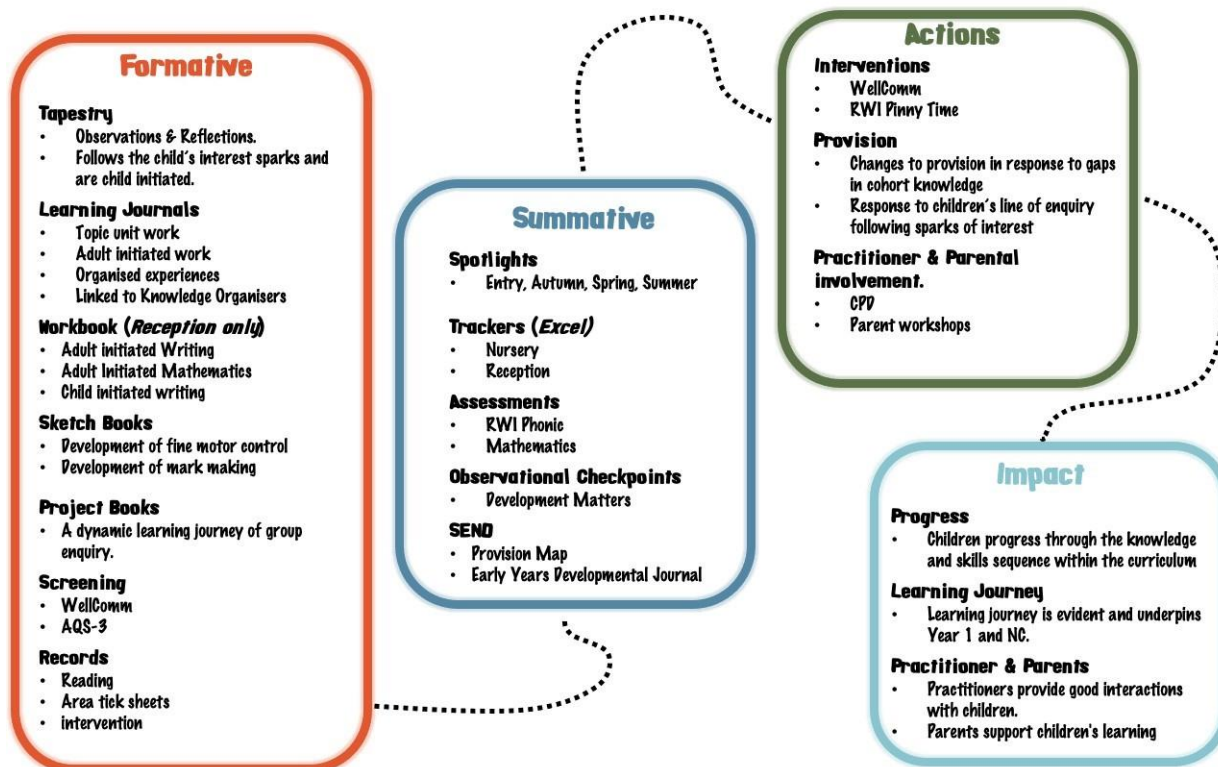 Formative
Tapestry
• Observations & Reflections.
• Follows the child's interest sparks and
are child initiated.
Learning Journals
• Topic unit work
• Adult initiated work
• Organised experiences
• Linked to Knowledge Organisers
Workbook (Reception only)
• Adult initiated Writing
• Adult Initiated Mathematics
• Child initiated writing
Sketch Books
• Development of fine motor control
• Development of mark making
Project Books
• A dynamic learning journey of group
enquiry.
Screening
• WellComm
• AQS-3
Records
• Reading
• Area tick sheets
• intervention
Summative
Spotlights
• Entry, Autumn, Spring, Summer
Trackers (Excel)
• Nursery
• Reception
Assessments
• RWI Phonic
• Mathematics
Observational Checkpoints
• Development Matters
SEND
• Provision Map
• Early Years Developmental Journal
Actions
Interventions
• WellComm
• RWI Pinny Time
Provision
• Changes to provision in response to gaps
in cohort knowledge
• Response to children's line of enquiry
following sparks of interest
Practitioner & Parental
involvement.
• CPD
• Parent workshops
Impact
Progress
• Children progress through the knowledge
and skills sequence within the curriculum
Learning Journey
• Learning journey is evident and underpins
Year 1 and NC.
Practitioner & Parents
• Practitioners provide good interactions
with children.
• Parents support children's learning